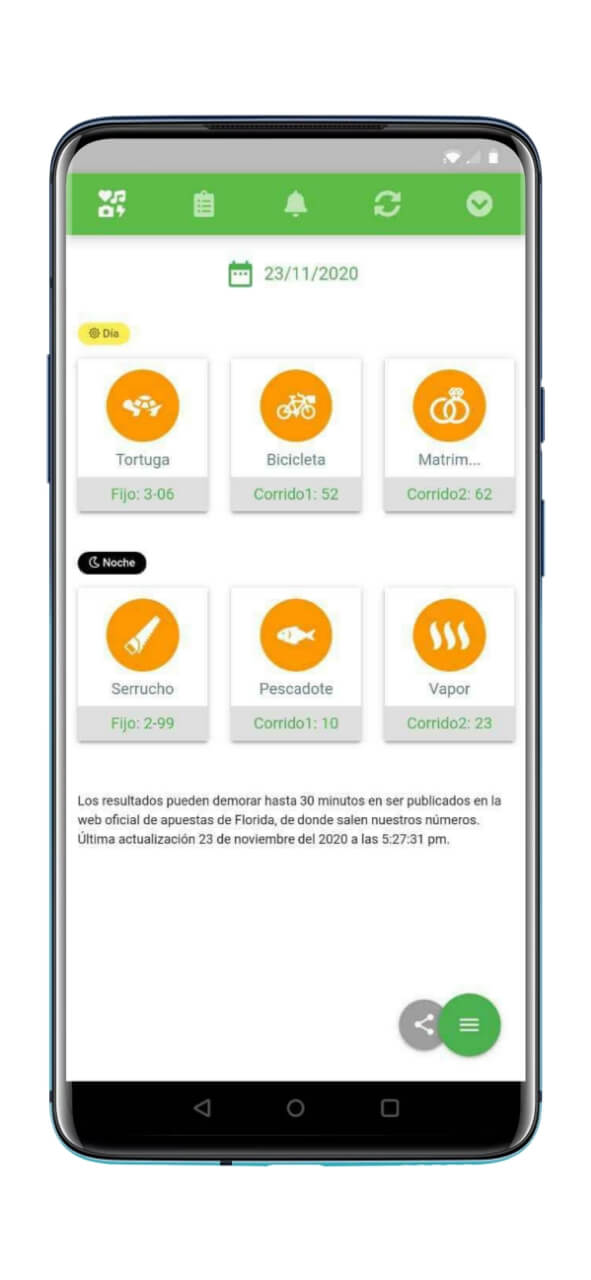 23/11/2020
Día
Tortuga
Bicicleta
Matrim...
Fijo: 3-06
Corrido1: 52
Corrido2: 62
Noche
Serrucho
Pescadote
Vapor
Fijo: 2-99
Corrido1: 10
Corrido2: 23
Los resultados pueden demorar hasta 30 minutos en ser publicados en la
web oficial de apuestas de Florida, de donde salen nuestros números.
Última actualización 23 de noviembre del 2020 a las 5:27:31 pm.